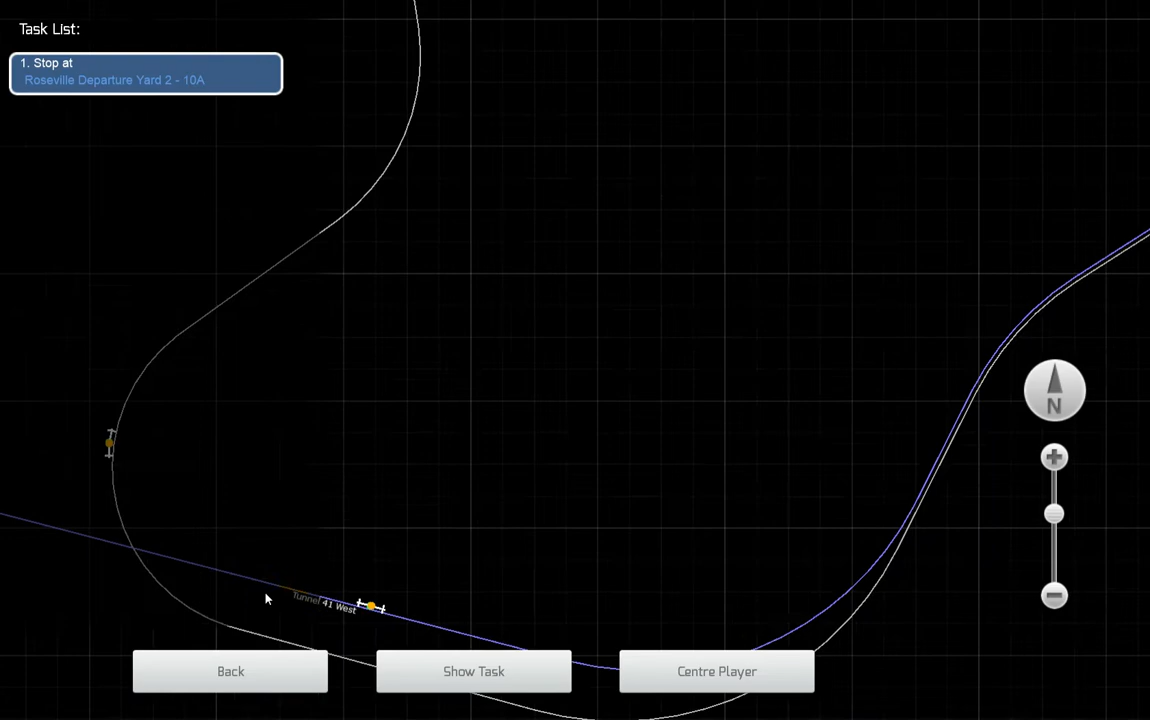 Task List:
1. Stop at
Roseville Departure Yard 2 - 10A
N
Tunnel 41 West
Back
Show Task
Centre Player